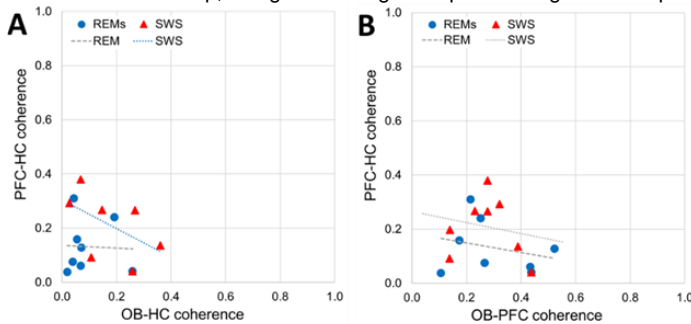 A
REMs SWS
REM SWS
PFC-HC coherence
1.0
0.8
0.6
0.4
0.2
0.0
0.0 0.2 0.4 0.6 0.8 1.0
OB-HC coherence
B
REMs SWS
REM SWS
PFC-HC coherence
1.0
0.8
0.6
0.4
0.2
0.0
0.0 0.2 0.4 0.6 0.8 1.0
OB-PFC coherence